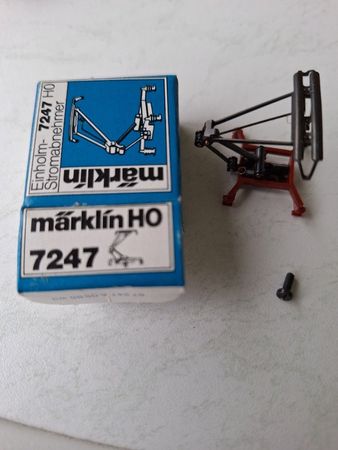 Einholm- 7247 HO
Stromabnehmer
märklin
märklin HO
7247